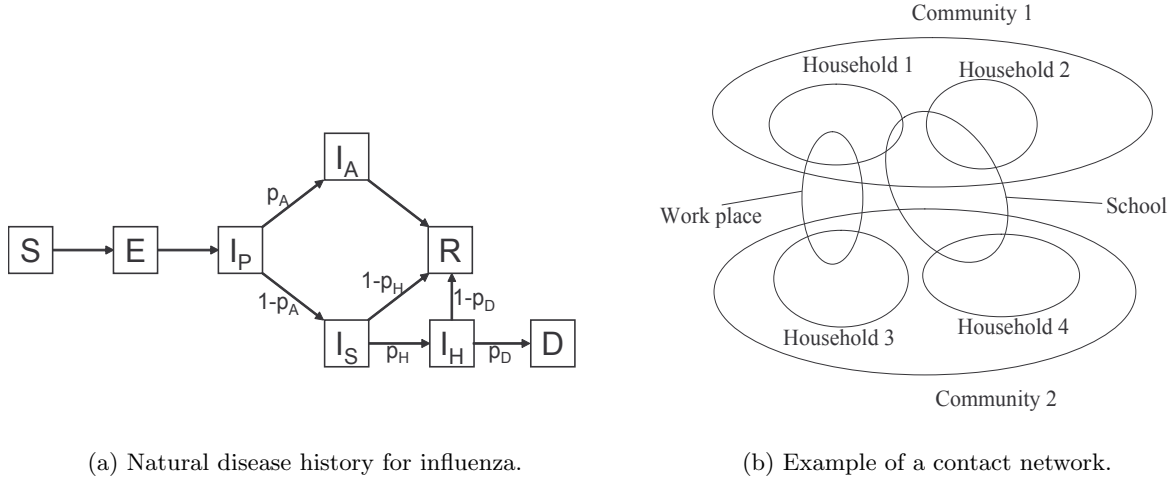 I_A
p_A
S
E
I_P
R
1-p_A
1-p_H
1-p_D
I_S
p_H
I_H
p_D
D
(a) Natural disease history for influenza.
Community 1
Household 1
Household 2
Work place
School
Household 3
Household 4
Community 2
(b) Example of a contact network.